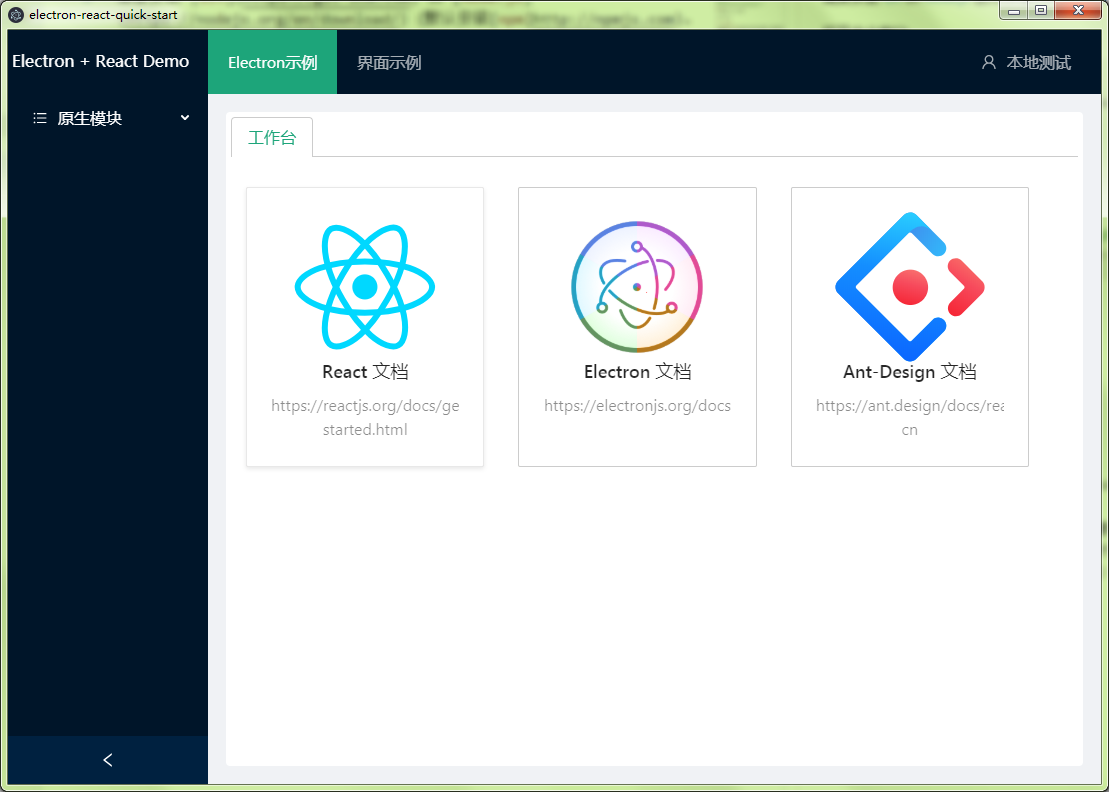 electron-react-quick-start
Electron + React Demo
Electron示例
界面示例
本地测试
原生模块
工作台
React 文档
https://reactjs.org/docs/ge
started.html
Electron 文档
https://electronjs.org/docs
Ant-Design 文档
https://ant.design/docs/rea
cn